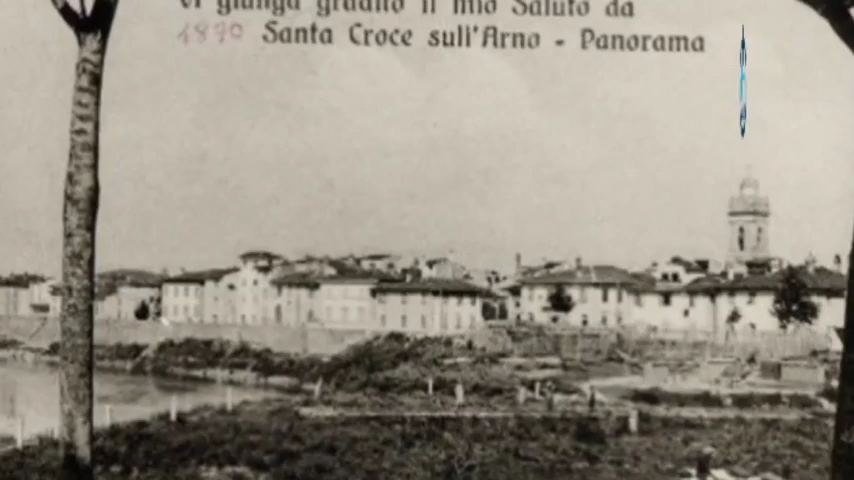 vi giunga gradito il mio Saluto da
1890 Santa Croce sull'Arno - Panorama